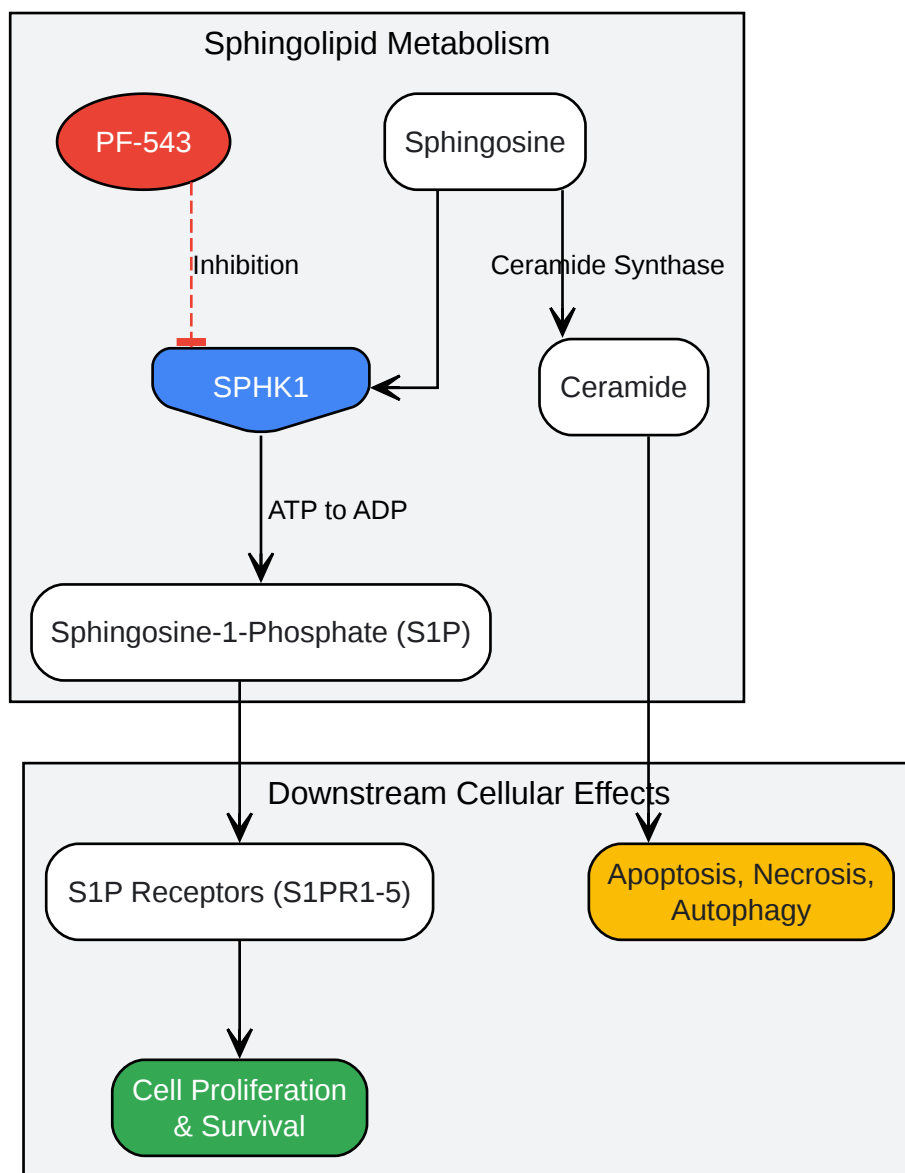 Sphingolipid Metabolism
PF-543
Sphingosine
Inhibition
Ceramide Synthase
SPHK1
Ceramide
ATP to ADP
Sphingosine-1-Phosphate (S1P)
Downstream Cellular Effects
S1P Receptors (S1PR1-5)
Apoptosis, Necrosis,
Autophagy
Cell Proliferation
& Survival